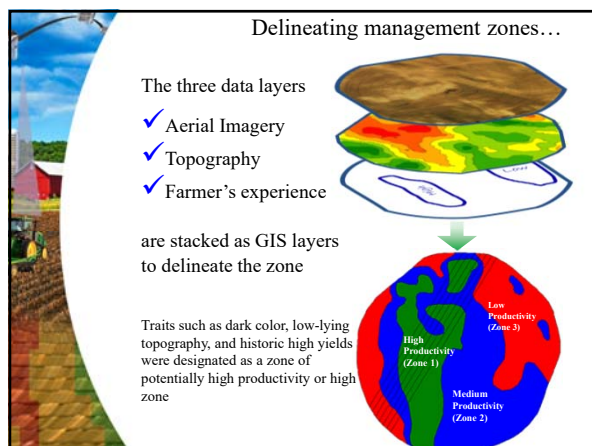 Delineating management zones…
The three data layers
Aerial Imagery
Topography
Farmer's experience
are stacked as GIS layers
to delineate the zone
Traits such as dark color, low-lying
topography, and historic high yields
were designated as a zone of
potentially high productivity or high
zone
Low
Productivity
(Zone 3)
High
Productivity
(Zone 1)
Medium
Productivity
(Zone 2)